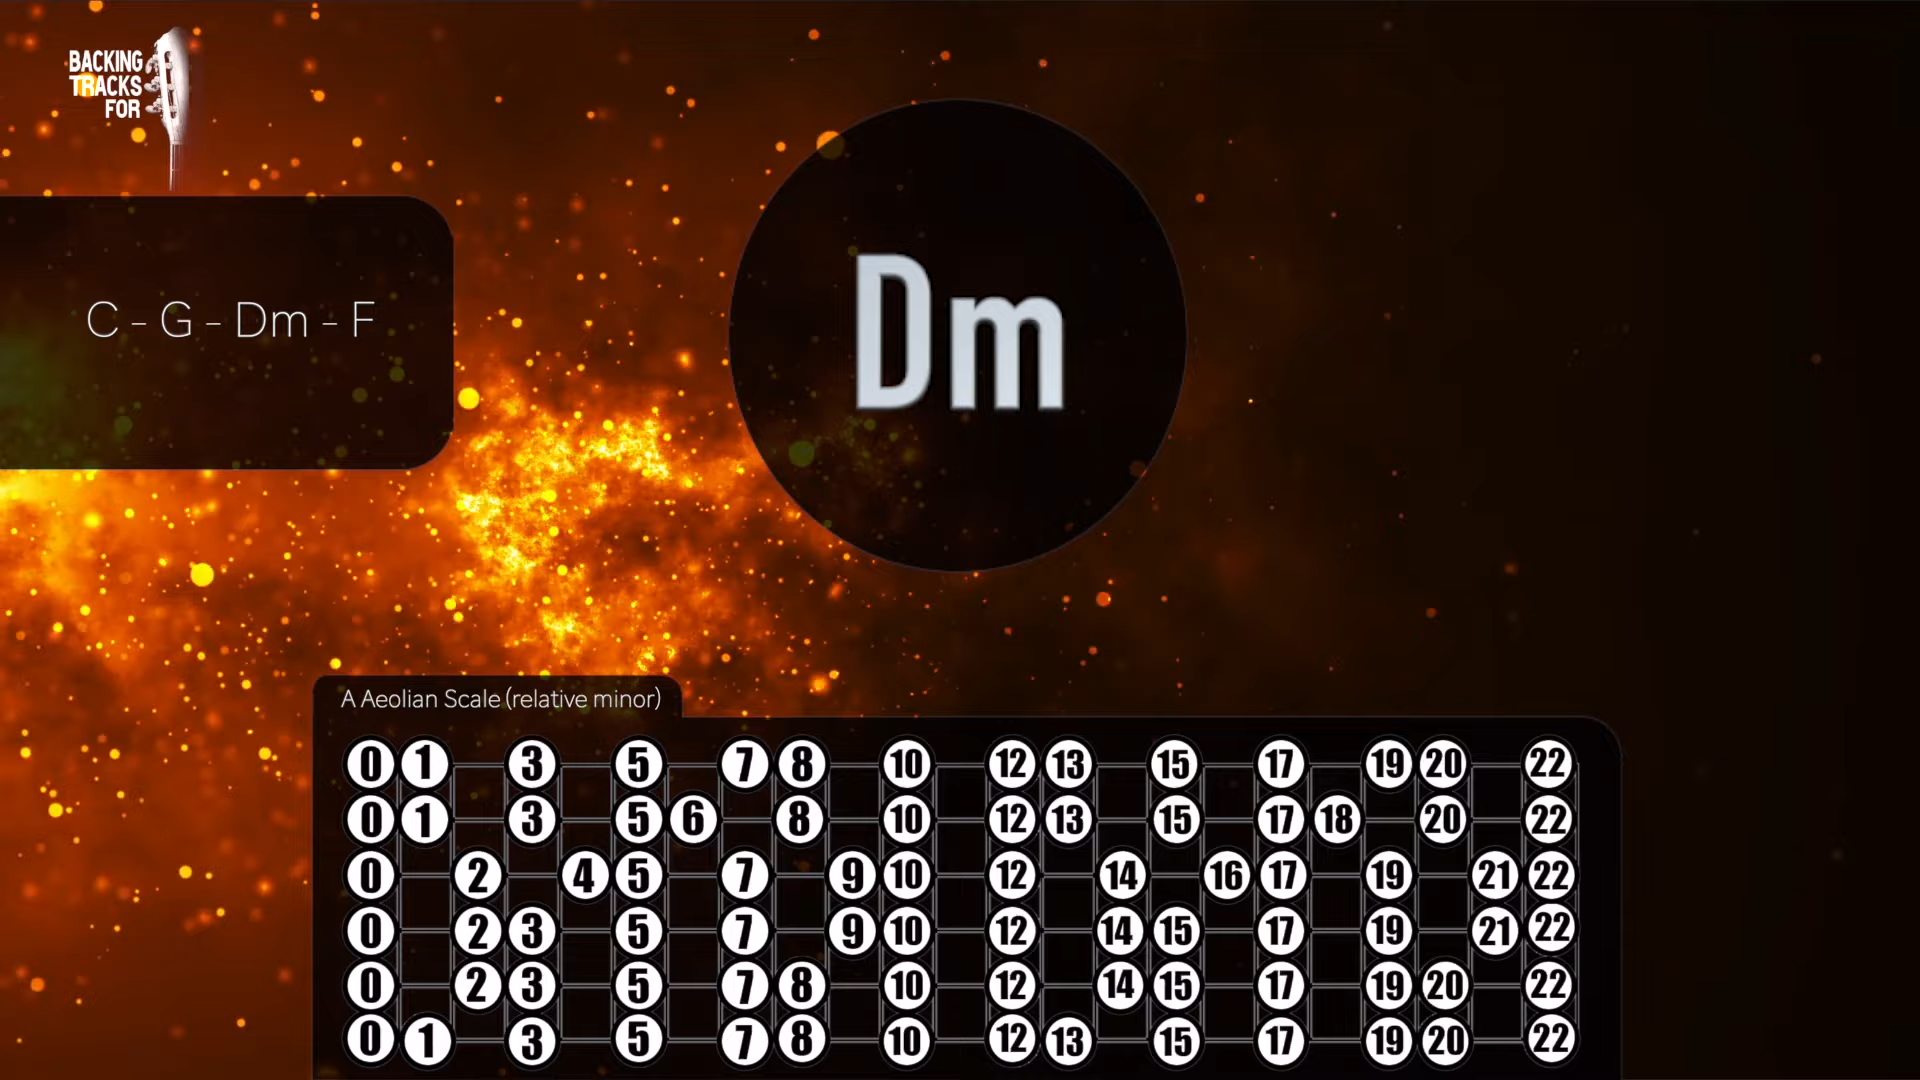 BACKING
TRACKS
FOR
C - G - Dm - F
Dm
A Aeolian Scale (relative minor)
0 1 3 5 7 8 10 12 13 15 17 19 20 22
0 1 3 5 6 8 10 12 13 15 17 18 20 22
0 2 4 5 7 9 10 12 14 16 17 19 21 22
0 2 3 5 7 9 10 12 14 15 17 19 21 22
0 2 3 5 7 8 10 12 14 15 17 19 20 22
0 1 3 5 7 8 10 12 13 15 17 19 20 22